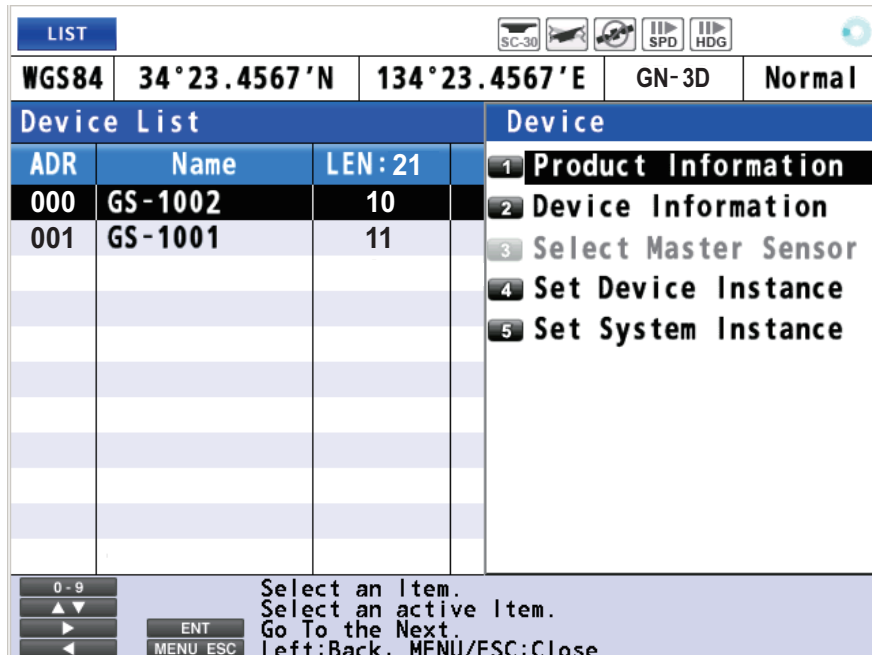 LIST SC-30 SPD HDG
WGS84 34°23.4567'N 134°23.4567'E GN-3D Normal
Device List
ADR Name LEN:21
000 GS-1002 10
001 GS-1001 11
Device
1 Product Information
2 Device Information
3 Select Master Sensor
4 Set Device Instance
5 Set System Instance
0-9 Select an Item.
▲▼ Select an active Item.
▶ ENT Go To the Next.
◀ MENU ESC Left:Back, MENU/ESC:Close